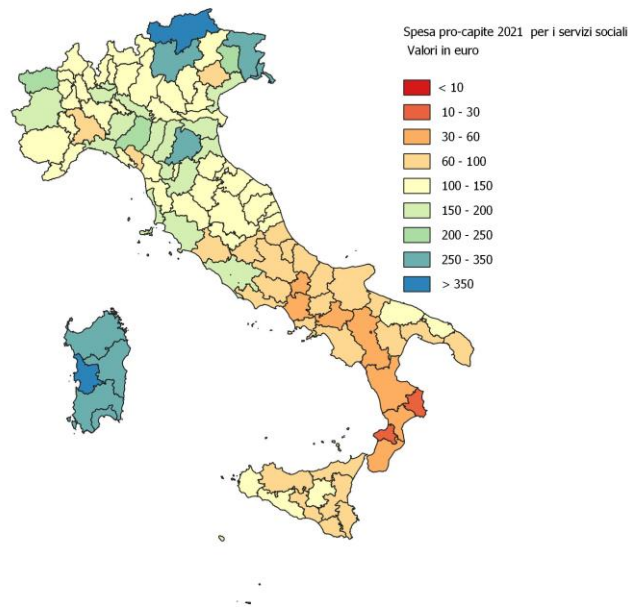 Spesa pro-capite 2021 per i servizi sociali
Valori in euro
< 10
10 - 30
30 - 60
60 - 100
100 - 150
150 - 200
200 - 250
250 - 350
> 350